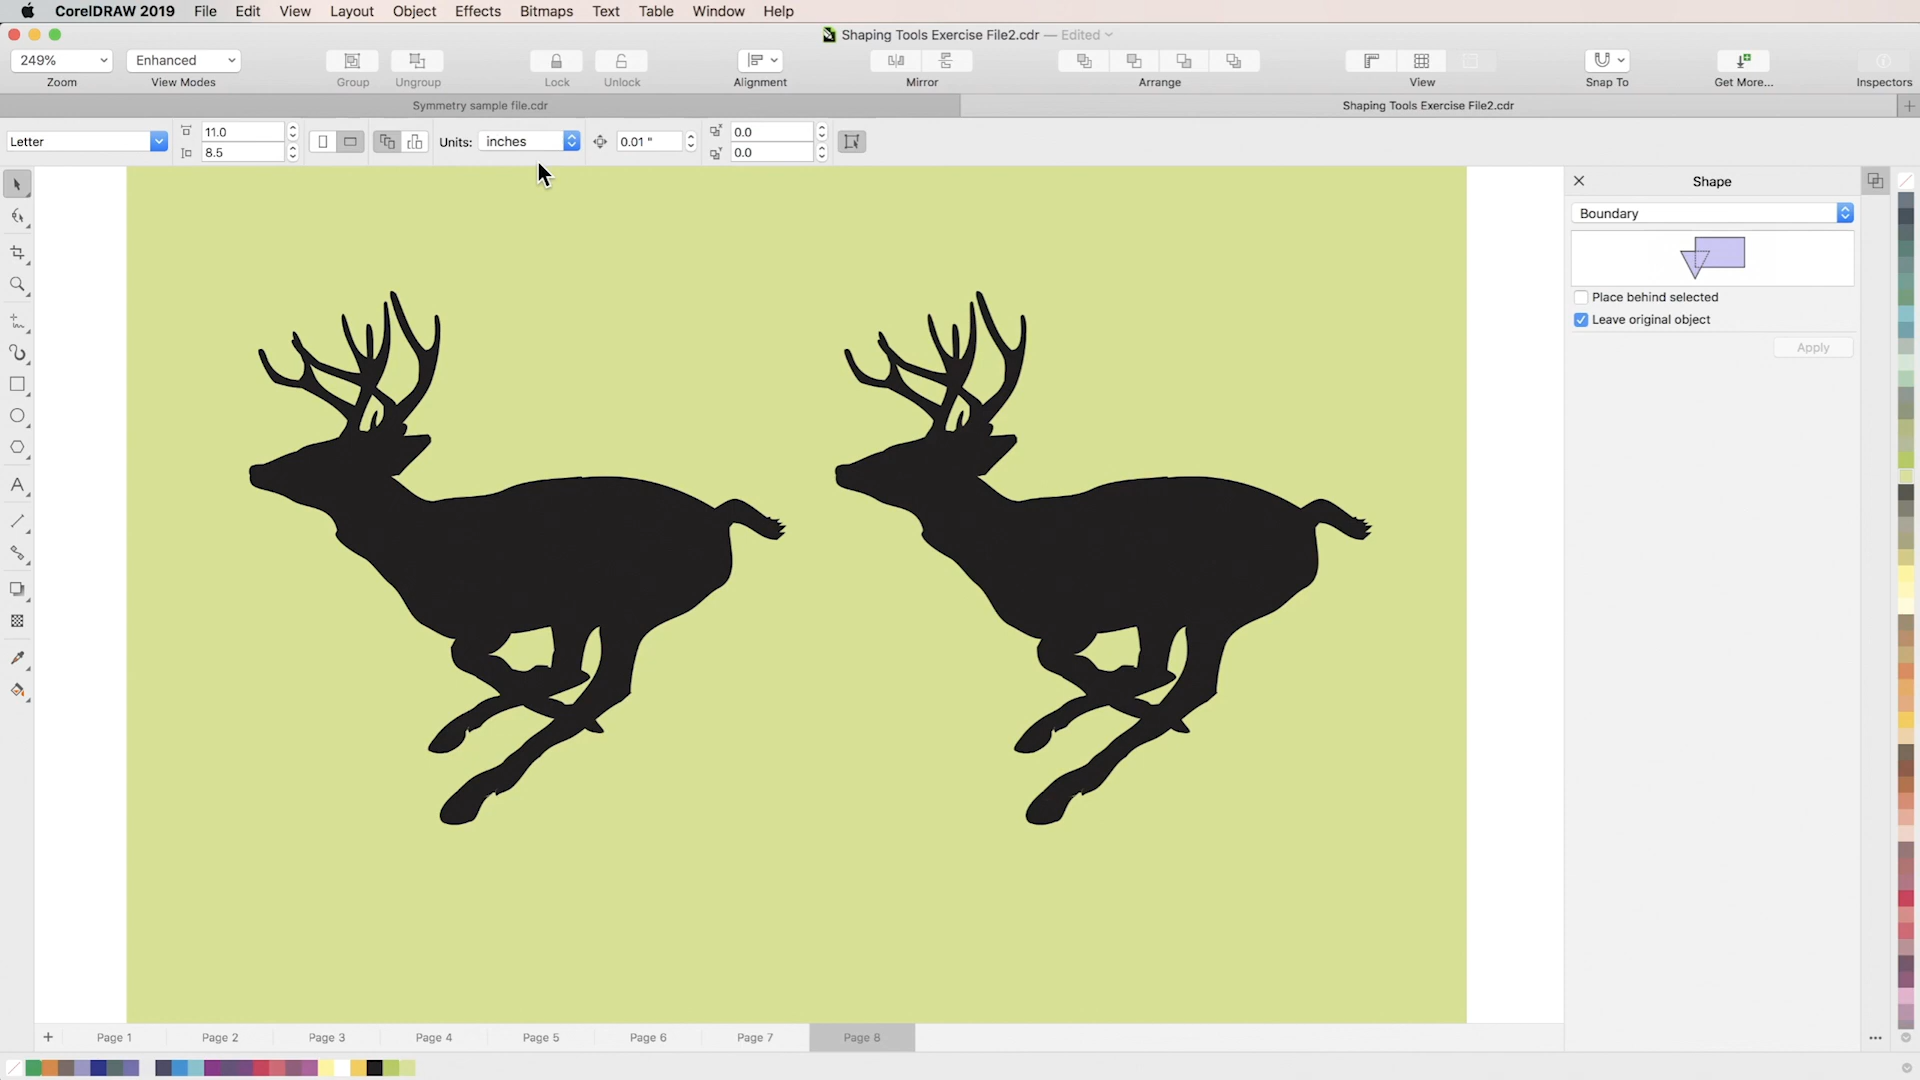 CorelDRAW 2019 File Edit View Layout Object Effects Bitmaps Text Table Window Help
Shaping Tools Exercise File2.cdr — Edited
249% Enhanced
Zoom View Modes Group Ungroup Lock Unlock Alignment Mirror Arrange View Snap To Get More... Inspectors
Symmetry sample file.cdr Shaping Tools Exercise File2.cdr
Letter 11.0 8.5 Units: inches 0.01 " 0.0 0.0
Shape
Boundary
Place behind selected
Leave original object
Apply
Page 1 Page 2 Page 3 Page 4 Page 5 Page 6 Page 7 Page 8